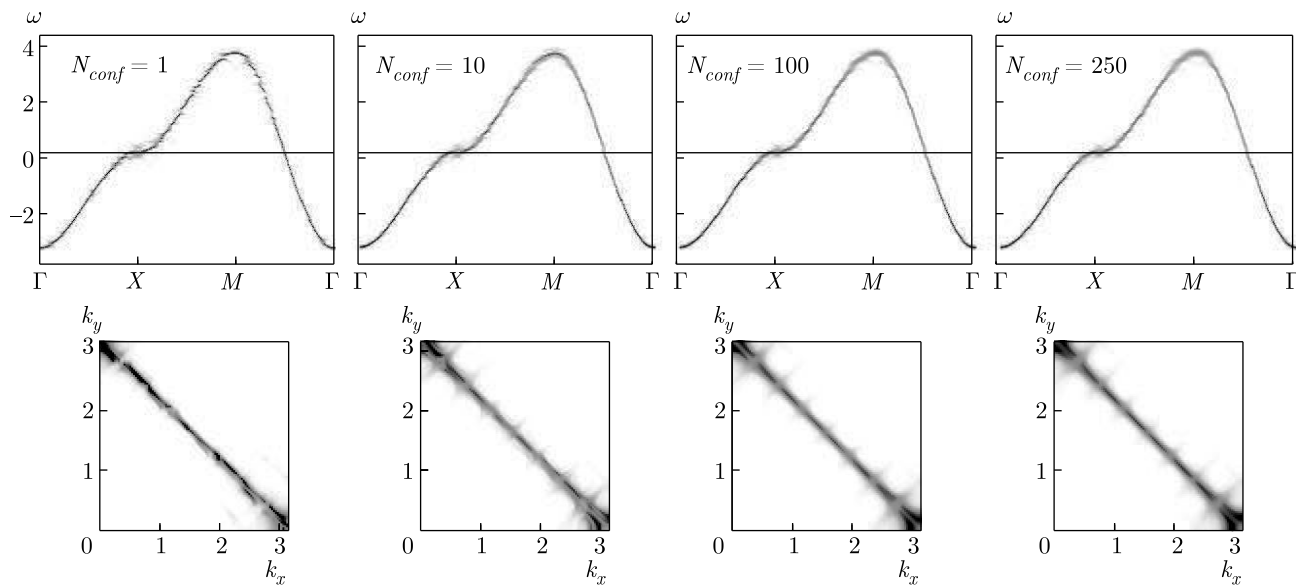 ω ω ω ω
4
2
0
−2
N_conf = 1
N_conf = 10
N_conf = 100
N_conf = 250
Γ X M Γ
Γ X M Γ
Γ X M Γ
Γ X M Γ
k_y k_y k_y k_y
3 3 3 3
2 2 2 2
1 1 1 1
0 1 2 3
0 1 2 3
0 1 2 3
0 1 2 3
k_x k_x k_x k_x